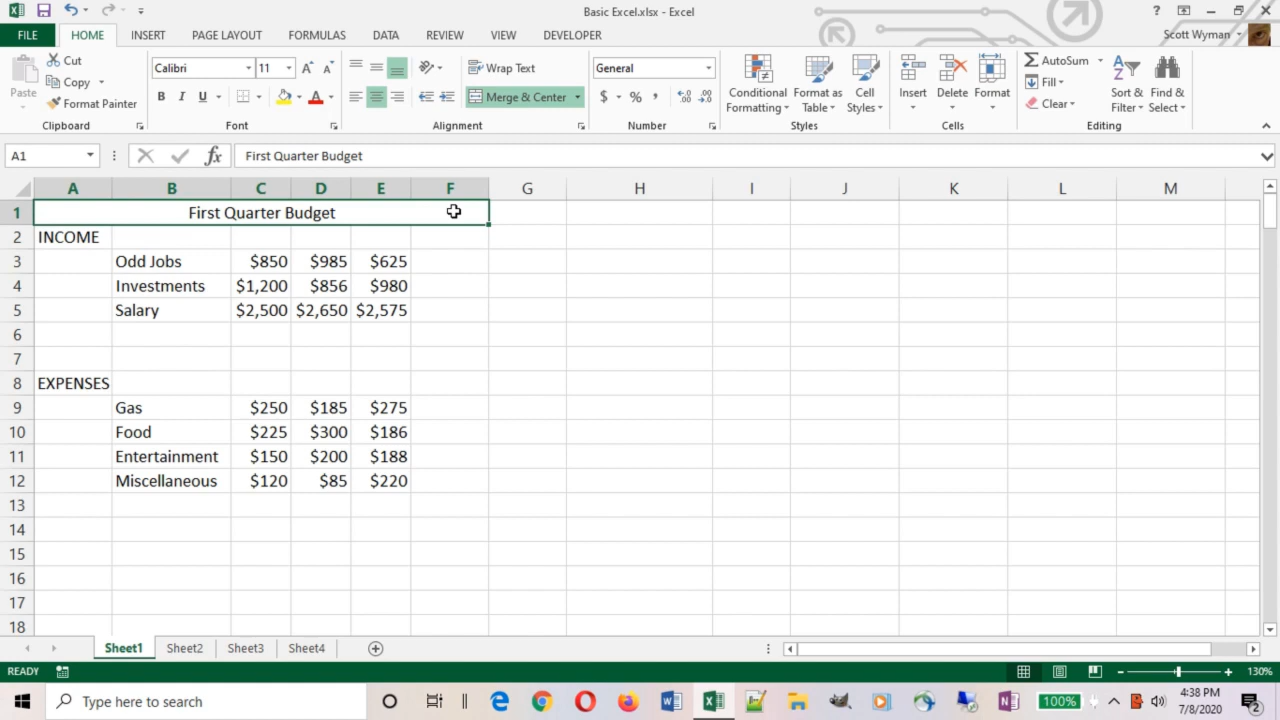 Basic Excel.xlsx - Excel
?
FILE HOME INSERT PAGE LAYOUT FORMULAS DATA REVIEW VIEW DEVELOPER Scott Wyman
Paste
Cut
Copy
Format Painter
Clipboard
Calibri 11
B I U A
Font
Wrap Text
Merge & Center
Alignment
General
$ % ,
Number
Conditional Formatting
Format as Table
Cell Styles
Styles
Insert Delete Format
Cells
AutoSum
Fill
Clear
Sort & Filter
Find & Select
Editing
A1 fx First Quarter Budget
A B C D E F G H I J K L M
1 First Quarter Budget
2 INCOME
3 Odd Jobs $850 $985 $625
4 Investments $1,200 $856 $980
5 Salary $2,500 $2,650 $2,575
6
7
8 EXPENSES
9 Gas $250 $185 $275
10 Food $225 $300 $186
11 Entertainment $150 $200 $188
12 Miscellaneous $120 $85 $220
13
14
15
16
17
18
Sheet1 Sheet2 Sheet3 Sheet4
READY 130%
Type here to search 100% 4:38 PM
7/8/2020 2